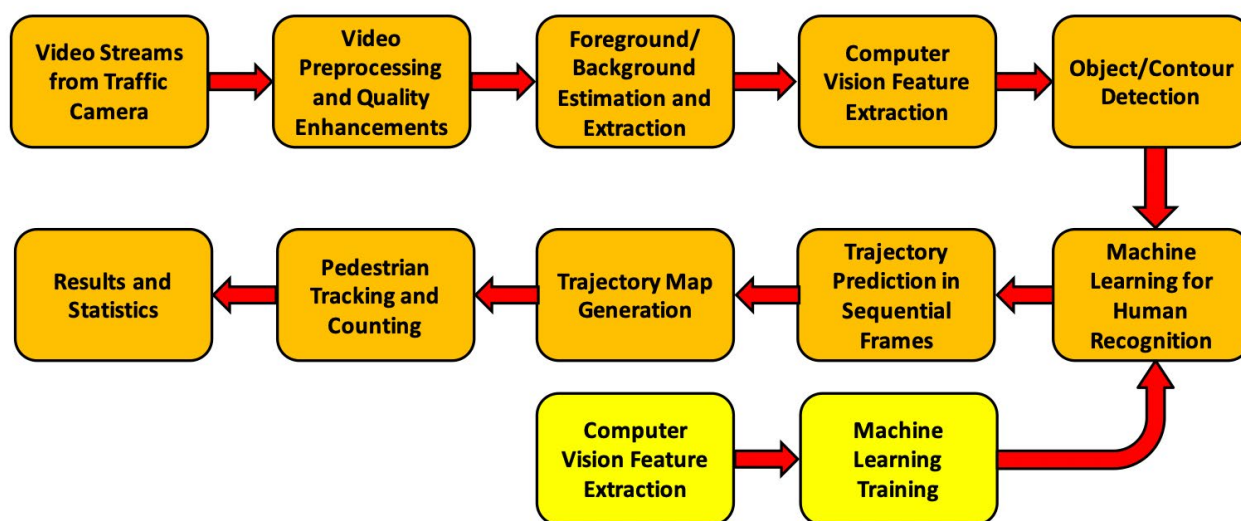 Video Streams
from Traffic
Camera
Video
Preprocessing
and Quality
Enhancements
Foreground/
Background
Estimation and
Extraction
Computer
Vision Feature
Extraction
Object/Contour
Detection
Results and
Statistics
Pedestrian
Tracking and
Counting
Trajectory Map
Generation
Trajectory
Prediction in
Sequential
Frames
Machine
Learning for
Human
Recognition
Computer
Vision Feature
Extraction
Machine
Learning
Training